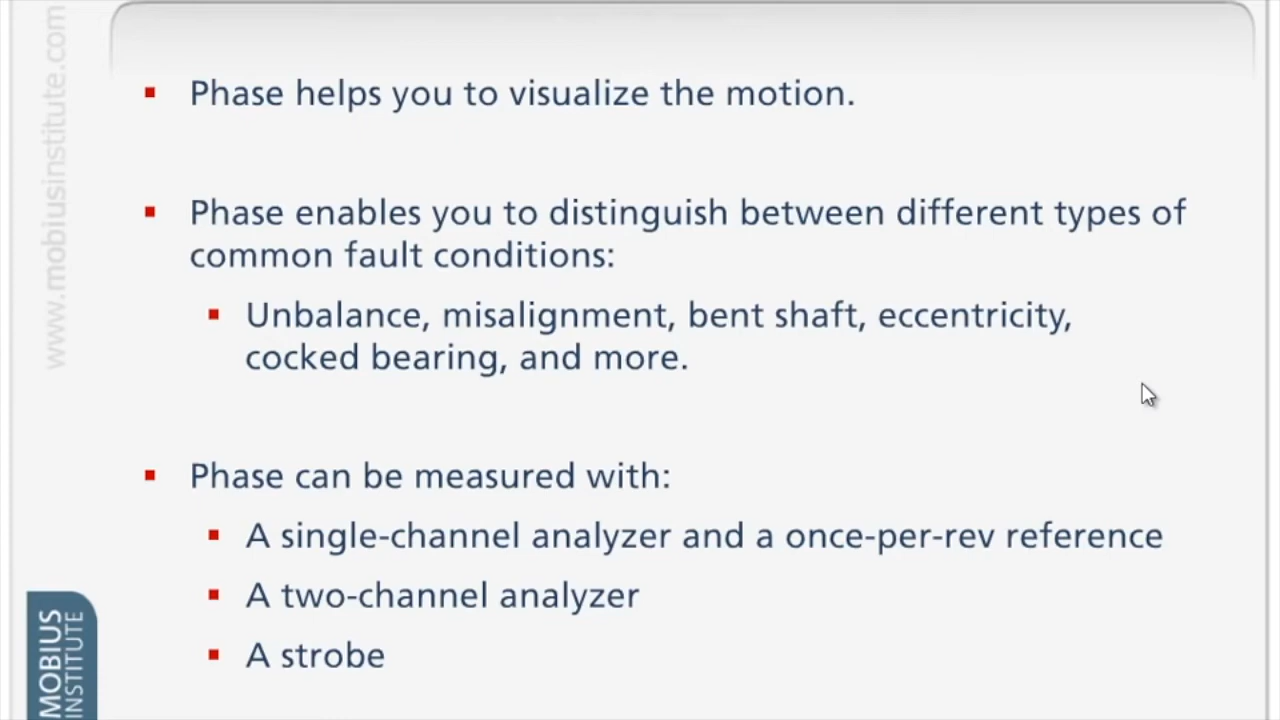 www.mobiusinstitute.com
Phase helps you to visualize the motion.
Phase enables you to distinguish between different types of
common fault conditions:
Unbalance, misalignment, bent shaft, eccentricity,
cocked bearing, and more.
Phase can be measured with:
A single-channel analyzer and a once-per-rev reference
A two-channel analyzer
A strobe
MOBIUS
INSTITUTE